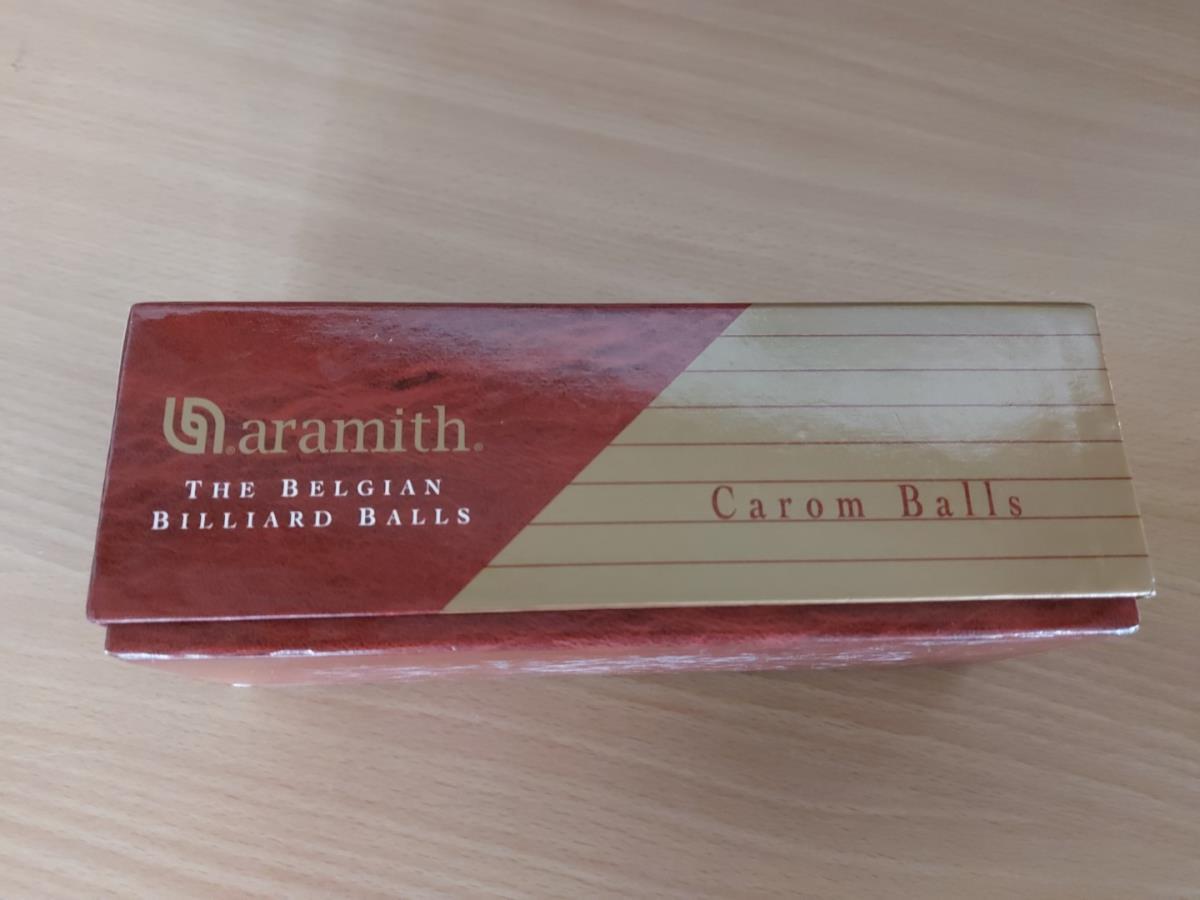 aramith®
THE BELGIAN
BILLIARD BALLS
Carom Balls